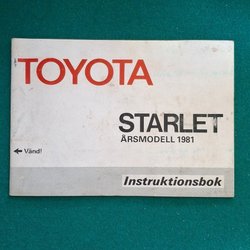 TOYOTA
STARLET
ÅRSMODELL 1981
← Vänd!
Instruktionsbok